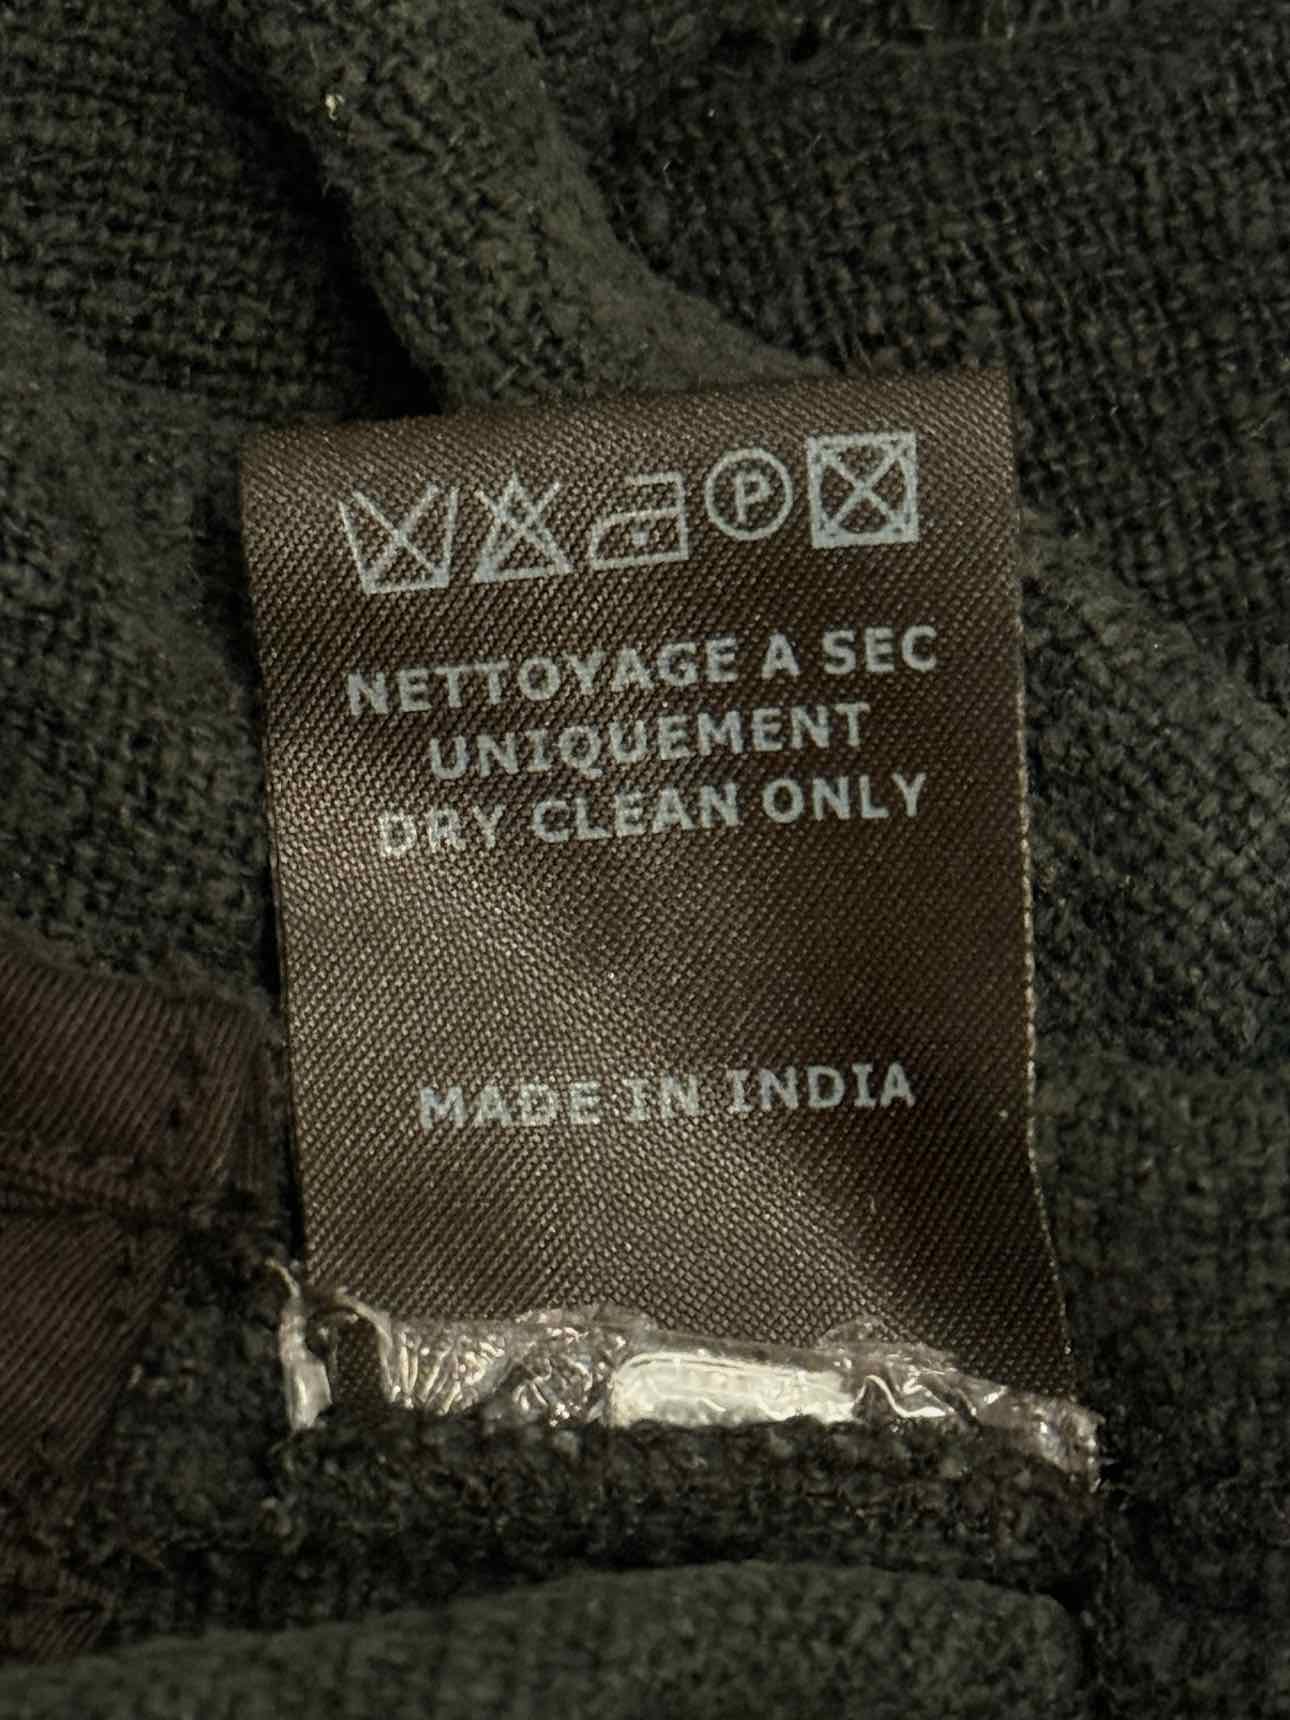 P
NETTOYAGE A SEC
UNIQUEMENT
DRY CLEAN ONLY
MADE IN INDIA